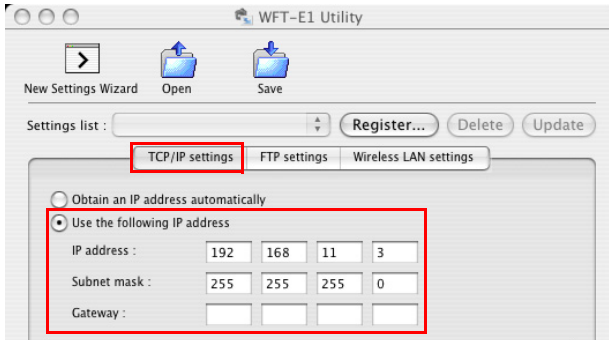 WFT-E1 Utility
New Settings Wizard Open Save
Settings list : Register... Delete Update
TCP/IP settings FTP settings Wireless LAN settings
Obtain an IP address automatically
Use the following IP address
IP address : 192 168 11 3
Subnet mask : 255 255 255 0
Gateway :